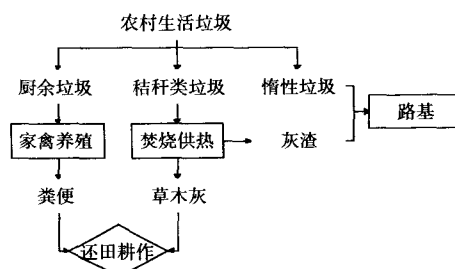 农村生活垃圾
厨余垃圾 秸秆类垃圾 惰性垃圾
路基
家禽养殖 焚烧供热 灰渣
粪便 草木灰
还田耕作